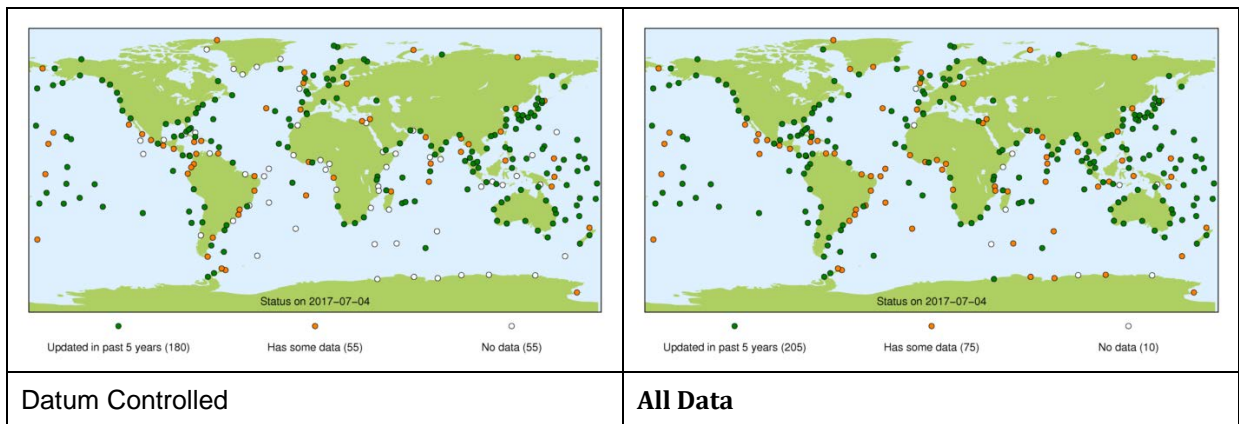 Status on 2017-07-04
Updated in past 5 years (180)
Has some data (55)
No data (55)
Status on 2017-07-04
Updated in past 5 years (205)
Has some data (75)
No data (10)
Datum Controlled
All Data